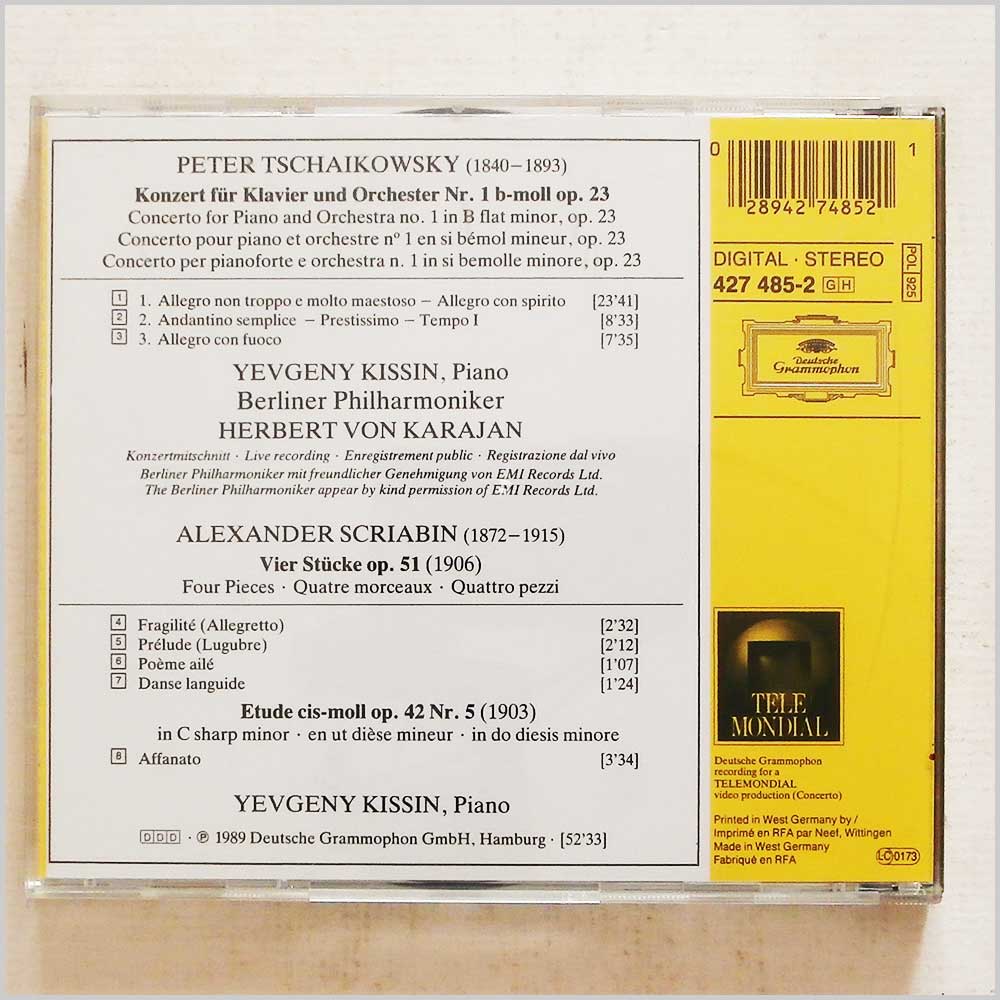 PETER TSCHAIKOWSKY (1840–1893)
Konzert für Klavier und Orchester Nr. 1 b-moll op. 23
Concerto for Piano and Orchestra no. 1 in B flat minor, op. 23
Concerto pour piano et orchestre nº 1 en si bémol mineur, op. 23
Concerto per pianoforte e orchestra n. 1 in si bemolle minore, op. 23
1 1. Allegro non troppo e molto maestoso – Allegro con spirito [23'41]
2 2. Andantino semplice – Prestissimo – Tempo I [8'33]
3 3. Allegro con fuoco [7'35]
YEVGENY KISSIN, Piano
Berliner Philharmoniker
HERBERT VON KARAJAN
Konzertmitschnitt · Live recording · Enregistrement public · Registrazione dal vivo
Berliner Philharmoniker mit freundlicher Genehmigung von EMI Records Ltd.
The Berliner Philharmoniker appear by kind permission of EMI Records Ltd.
ALEXANDER SCRIABIN (1872–1915)
Vier Stücke op. 51 (1906)
Four Pieces · Quatre morceaux · Quattro pezzi
4 Fragilité (Allegretto) [2'32]
5 Prélude (Lugubre) [2'12]
6 Poème ailé [1'07]
7 Danse languide [1'24]
Etude cis-moll op. 42 Nr. 5 (1903)
in C sharp minor · en ut dièse mineur · in do diesis minore
8 Affanato [3'34]
YEVGENY KISSIN, Piano
DDD · ℗ 1989 Deutsche Grammophon GmbH, Hamburg · [52'33]
0 28942 74852 1
DIGITAL · STEREO
427 485-2 GH
POL 925
Deutsche
Grammophon
TELE
MONDIAL
Deutsche Grammophon
recording for a
TELEMONDIAL
video production (Concerto)
Printed in West Germany by /
Imprimé en RFA par Neef, Wittingen
Made in West Germany
Fabriqué en RFA
LC 0173